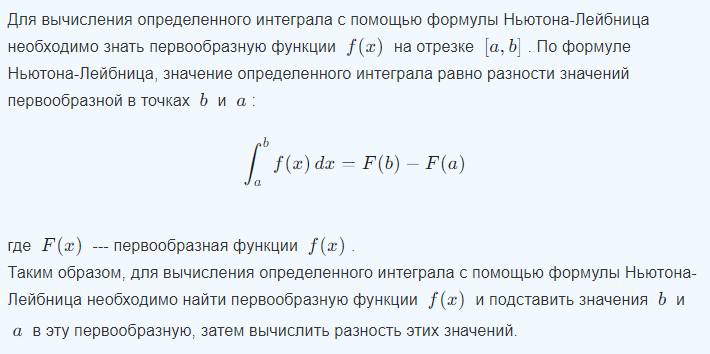 Для вычисления определенного интеграла с помощью формулы Ньютона-Лейбница
необходимо знать первообразную функции f(x) на отрезке [a, b] . По формуле
Ньютона-Лейбница, значение определенного интеграла равно разности значений
первообразной в точках b и a :
∫_a^b f(x) dx = F(b) − F(a)
где F(x) --- первообразная функции f(x) .
Таким образом, для вычисления определенного интеграла с помощью формулы Ньютона-
Лейбница необходимо найти первообразную функции f(x) и подставить значения b и
a в эту первообразную, затем вычислить разность этих значений.